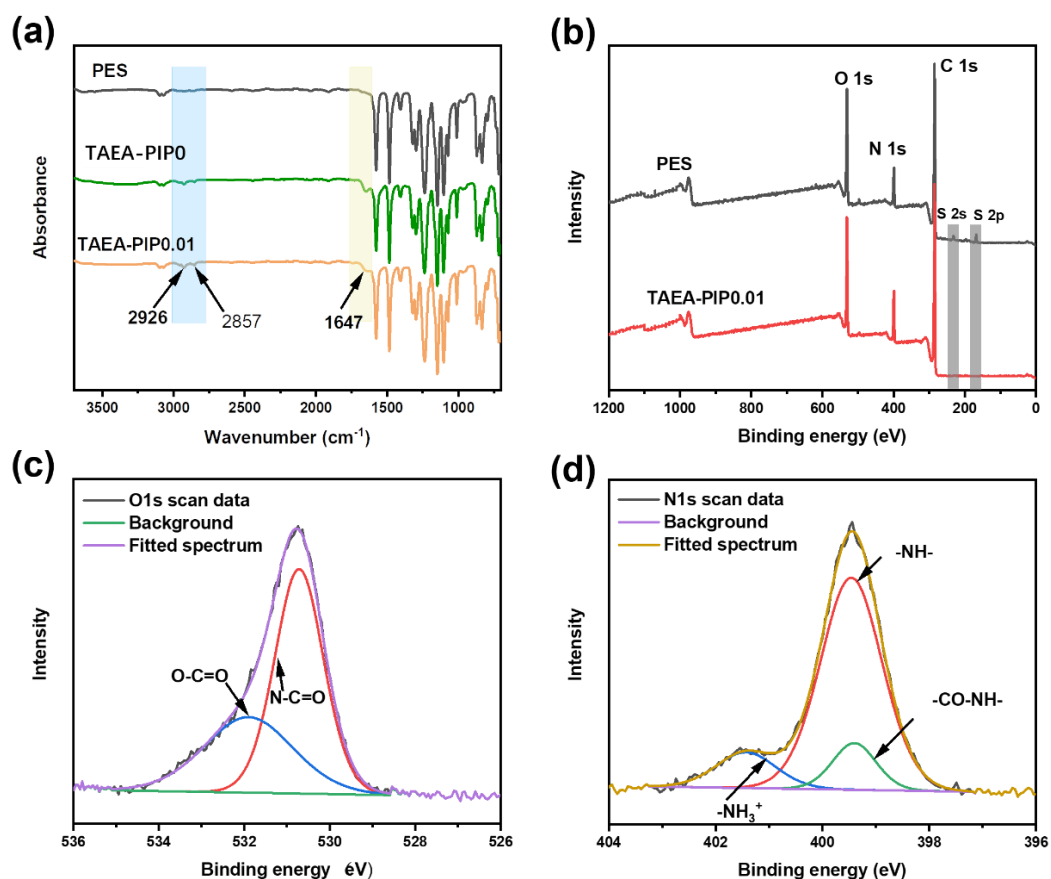 (a)
PES
TAEA-PIP0
TAEA-PIP0.01
2926
2857
1647
Absorbance
3500 3000 2500 2000 1500 1000
Wavenumber (cm⁻¹)
(b)
O 1s
C 1s
N 1s
PES
S 2s S 2p
TAEA-PIP0.01
Intensity
1200 1000 800 600 400 200 0
Binding energy (eV)
(c)
O1s scan data
Background
Fitted spectrum
O-C=O
N-C=O
Intensity
536 534 532 530 528 526
Binding energy éV)
(d)
N1s scan data
Background
Fitted spectrum
-NH-
-CO-NH-
-NH₃⁺
Intensity
404 402 400 398 396
Binding energy (eV)